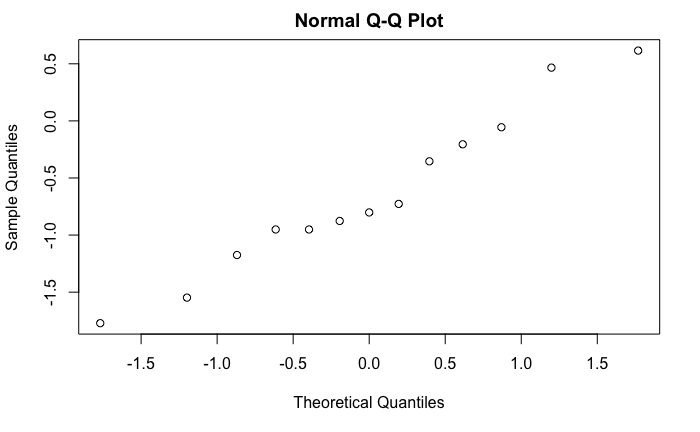 Normal Q-Q Plot
Sample Quantiles
0.5
0.0
-0.5
-1.0
-1.5
-1.5 -1.0 -0.5 0.0 0.5 1.0 1.5
Theoretical Quantiles